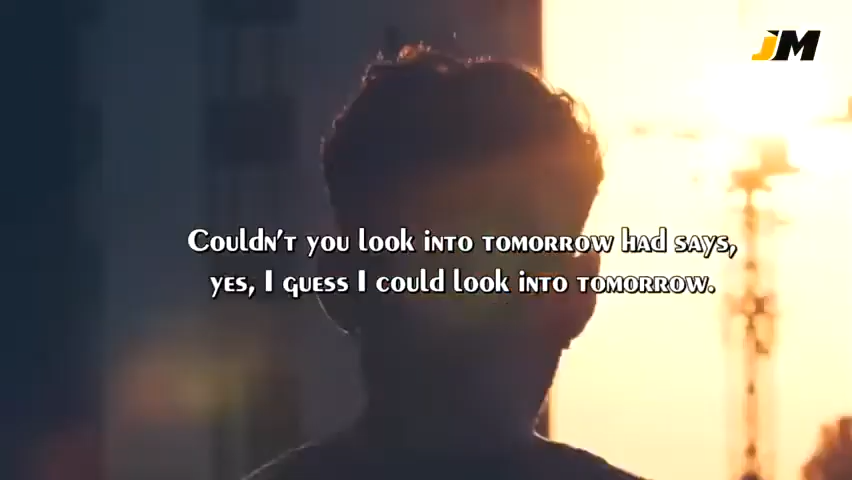 JM
Couldn't you look into tomorrow had says,
yes, I guess I could look into tomorrow.